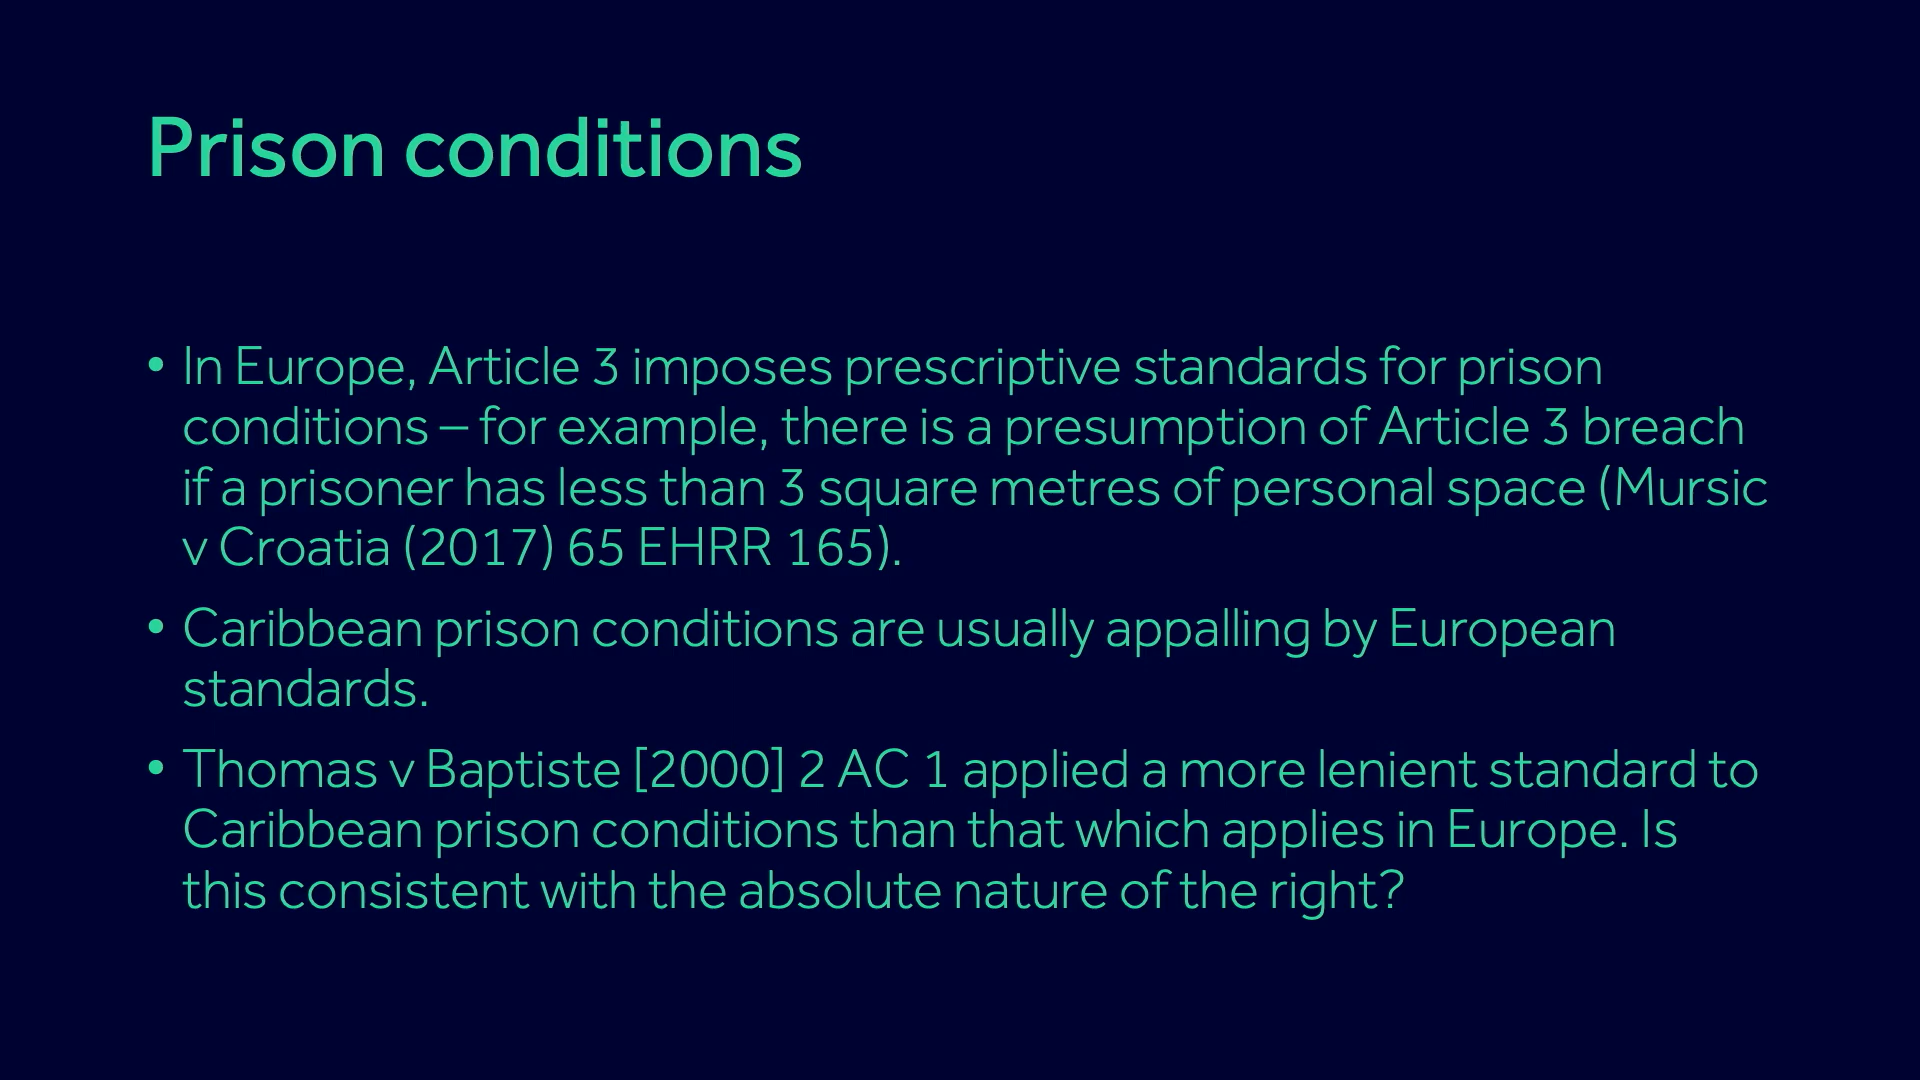 Prison conditions
• In Europe, Article 3 imposes prescriptive standards for prison
conditions – for example, there is a presumption of Article 3 breach
if a prisoner has less than 3 square metres of personal space (Mursic
v Croatia (2017) 65 EHRR 165).
• Caribbean prison conditions are usually appalling by European
standards.
• Thomas v Baptiste [2000] 2 AC 1 applied a more lenient standard to
Caribbean prison conditions than that which applies in Europe. Is
this consistent with the absolute nature of the right?